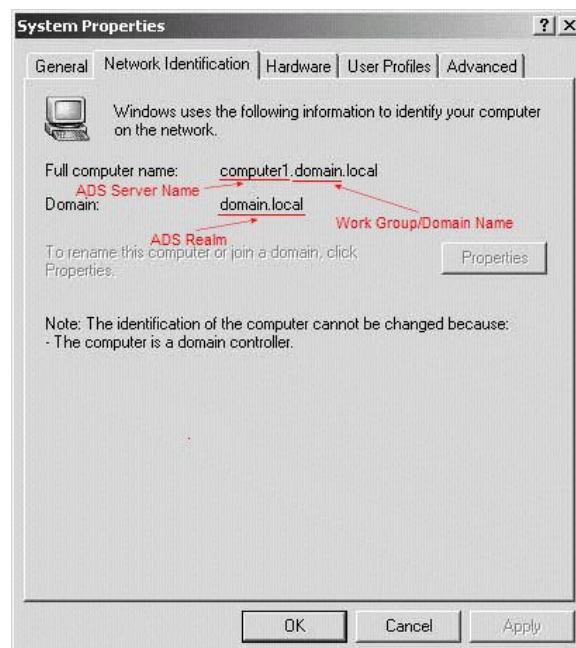 System Properties
? ×
General Network Identification Hardware User Profiles Advanced
Windows uses the following information to identify your computer
on the network.
Full computer name: computer1.domain.local
ADS Server Name
Domain: domain.local
Work Group/Domain Name
ADS Realm
To rename this computer or join a domain, click
Properties.
Properties
Note: The identification of the computer cannot be changed because:
- The computer is a domain controller.
OK Cancel Apply